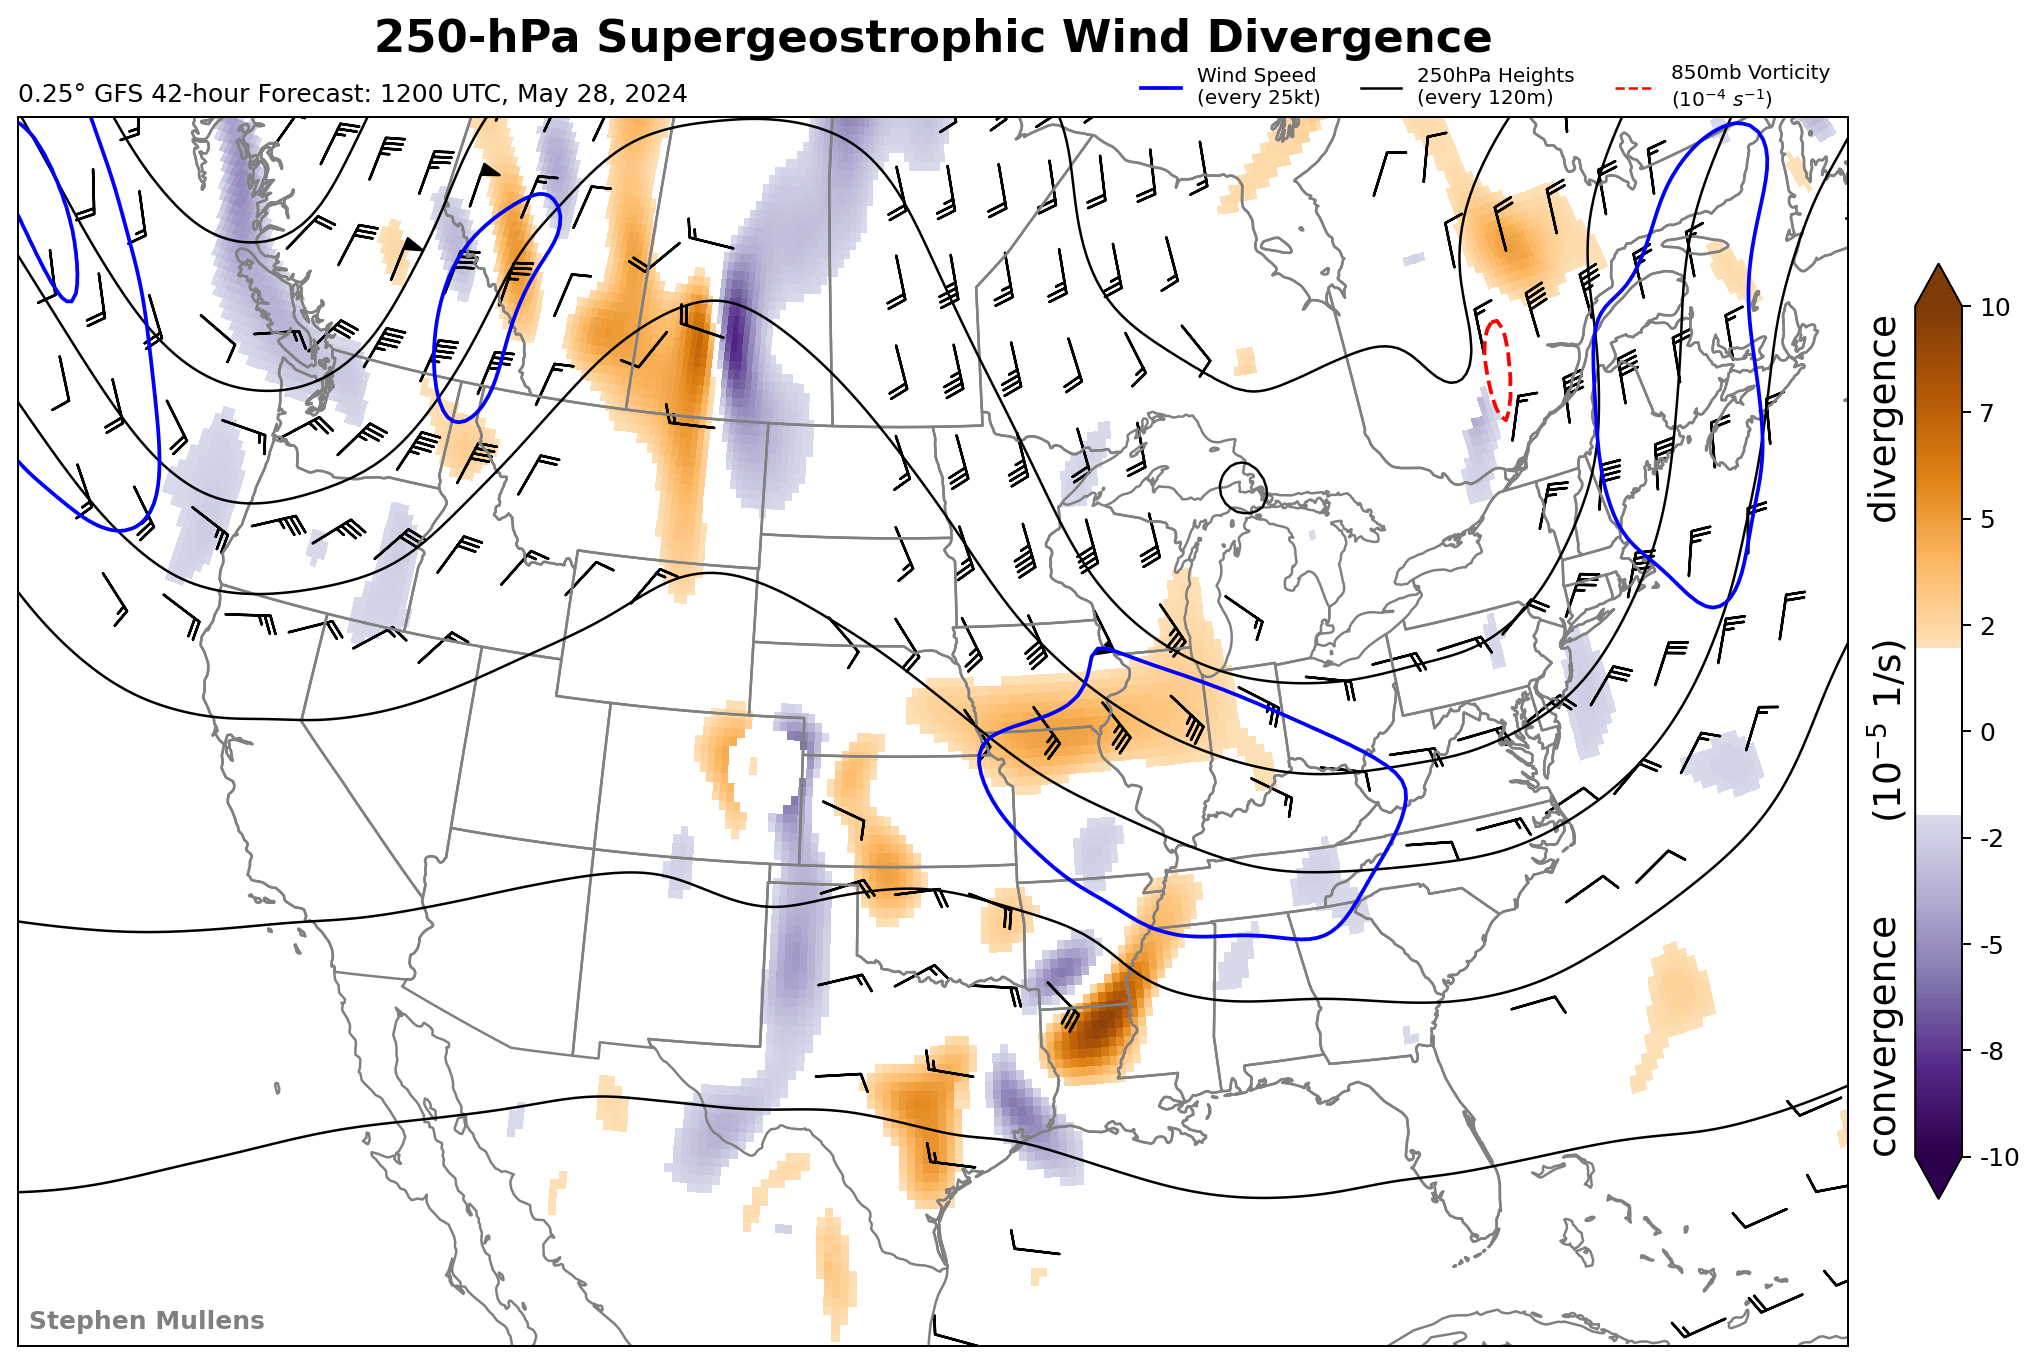 250-hPa Supergeostrophic Wind Divergence
0.25° GFS 42-hour Forecast: 1200 UTC, May 28, 2024
Wind Speed
(every 25kt)
250hPa Heights
(every 120m)
850mb Vorticity
(10⁻⁴ s⁻¹)
10
7
5
2
0
-2
-5
-8
-10
convergence (10⁻⁵ 1/s) divergence
Stephen Mullens